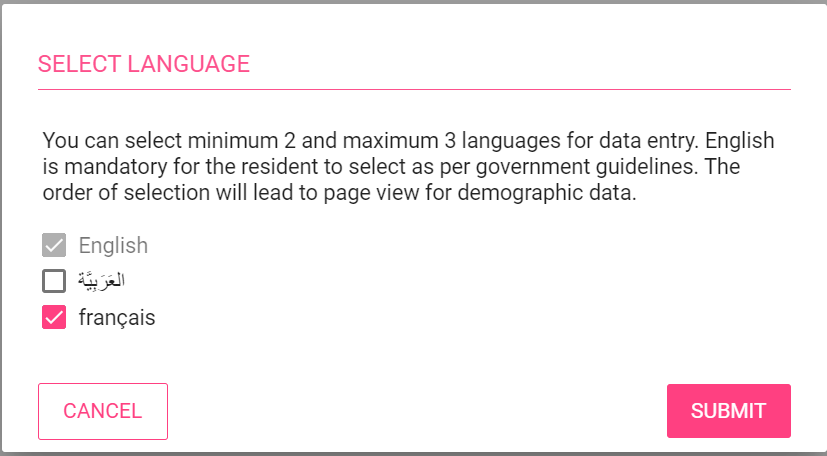 SELECT LANGUAGE
You can select minimum 2 and maximum 3 languages for data entry. English
is mandatory for the resident to select as per government guidelines. The
order of selection will lead to page view for demographic data.
English
العَرَبِيَّة
français
CANCEL
SUBMIT